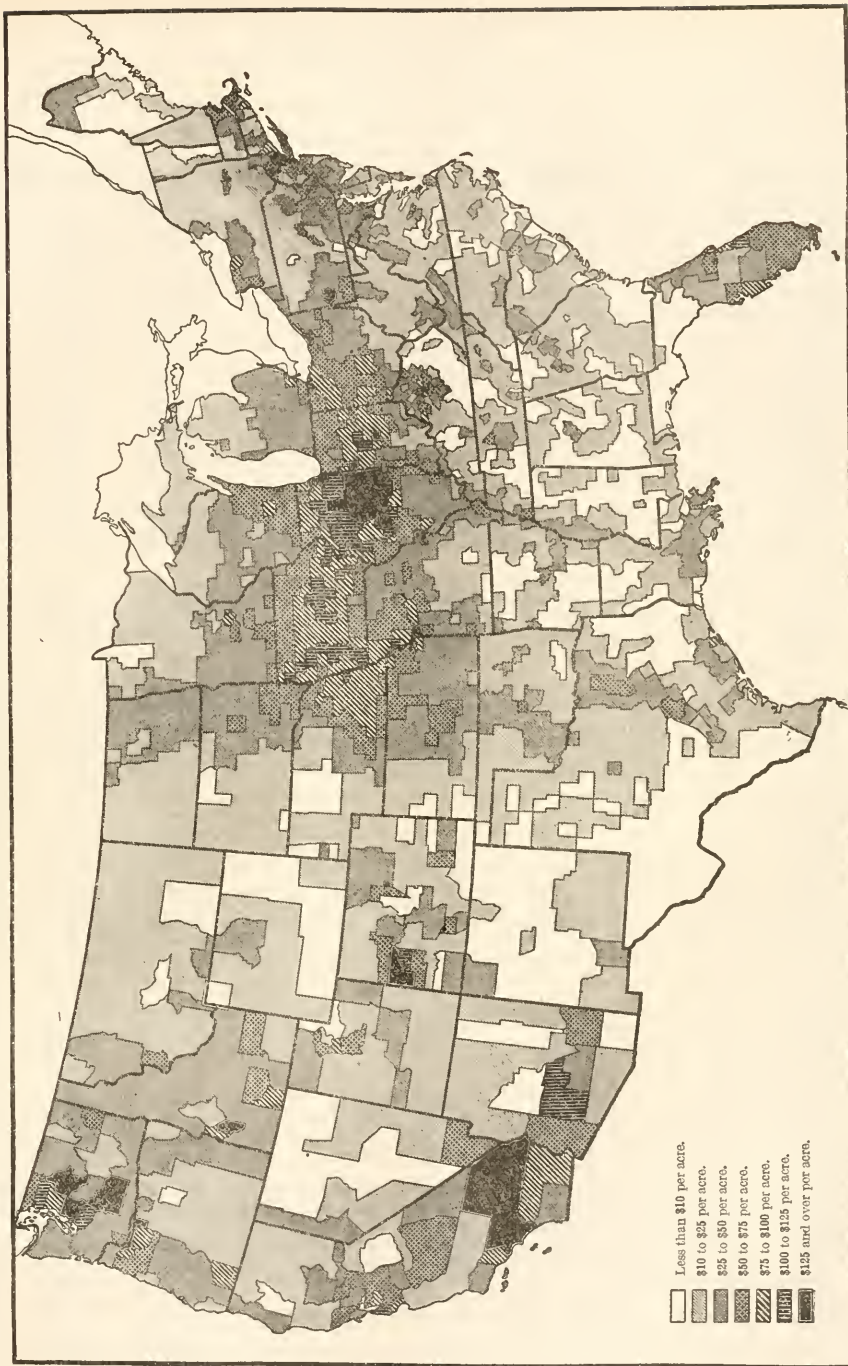 Less than $10 per acre.
$10 to $25 per acre.
$25 to $50 per acre.
$50 to $75 per acre.
$75 to $100 per acre.
$100 to $125 per acre.
$125 and over per acre.